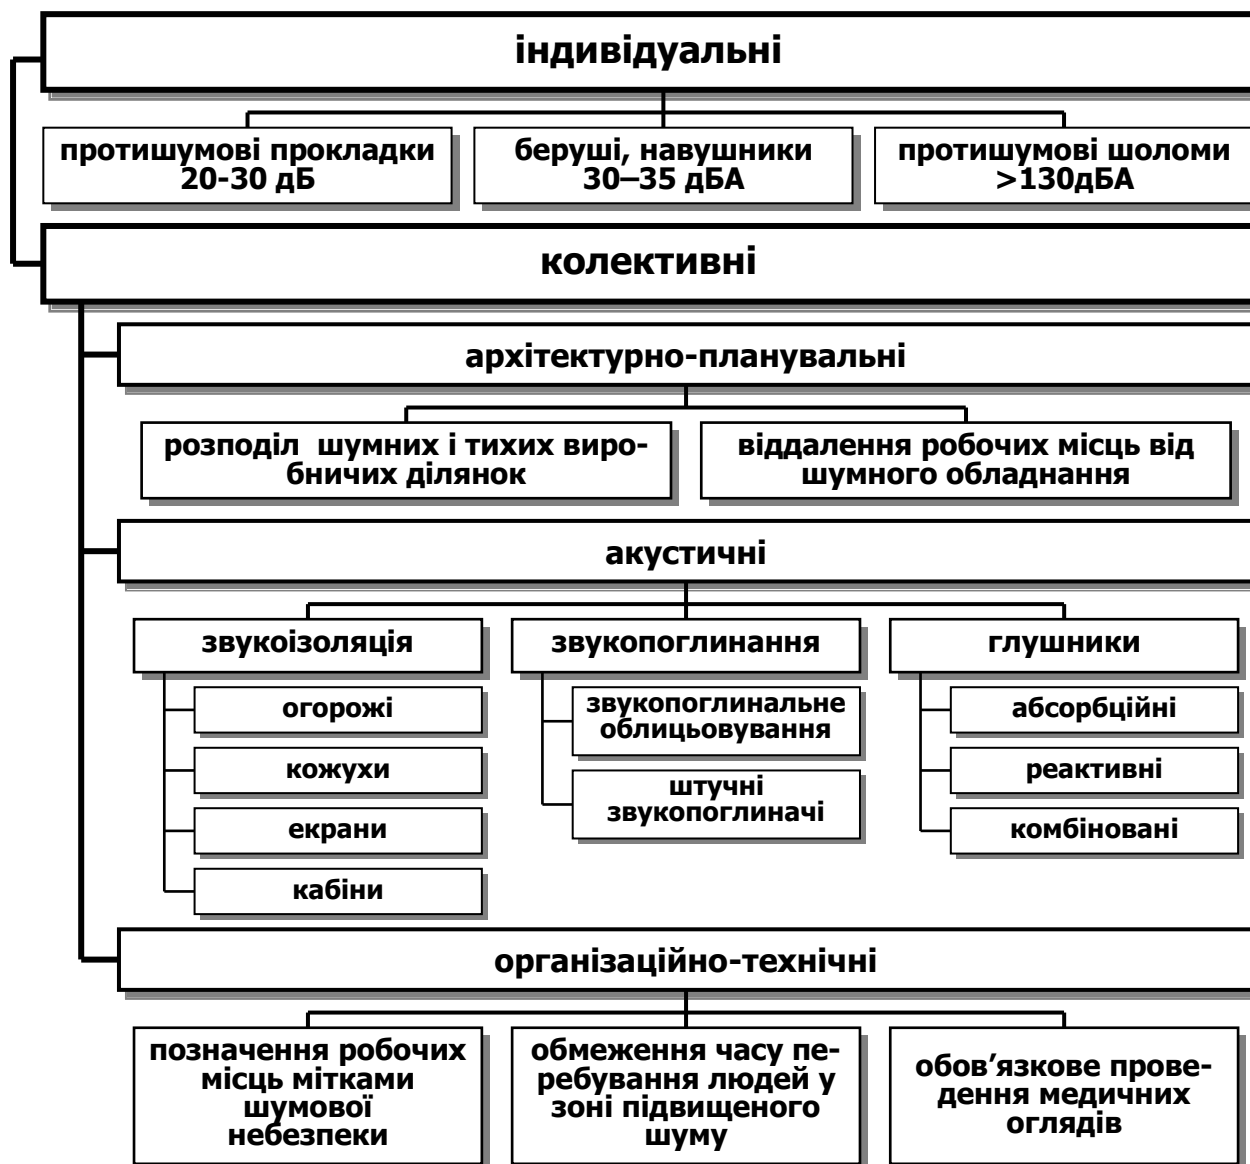 індивідуальні
протишумові прокладки
20-30 дБ
беруші, навушники
30–35 дБА
протишумові шоломи
>130дБА
колективні
архітектурно-планувальні
розподіл шумних і тихих виро-
бничих ділянок
віддалення робочих місць від
шумного обладнання
акустичні
звукоізоляція
огорожі
кожухи
екрани
кабіни
звукопоглинання
звукопоглинальне
облицьовування
штучні
звукопоглиначі
глушники
абсорбційні
реактивні
комбіновані
організаційно-технічні
позначення робочих
місць мітками
шумової
небезпеки
обмеження часу пе-
ребування людей у
зоні підвищеного
шуму
обов’язкове прове-
дення медичних
оглядів